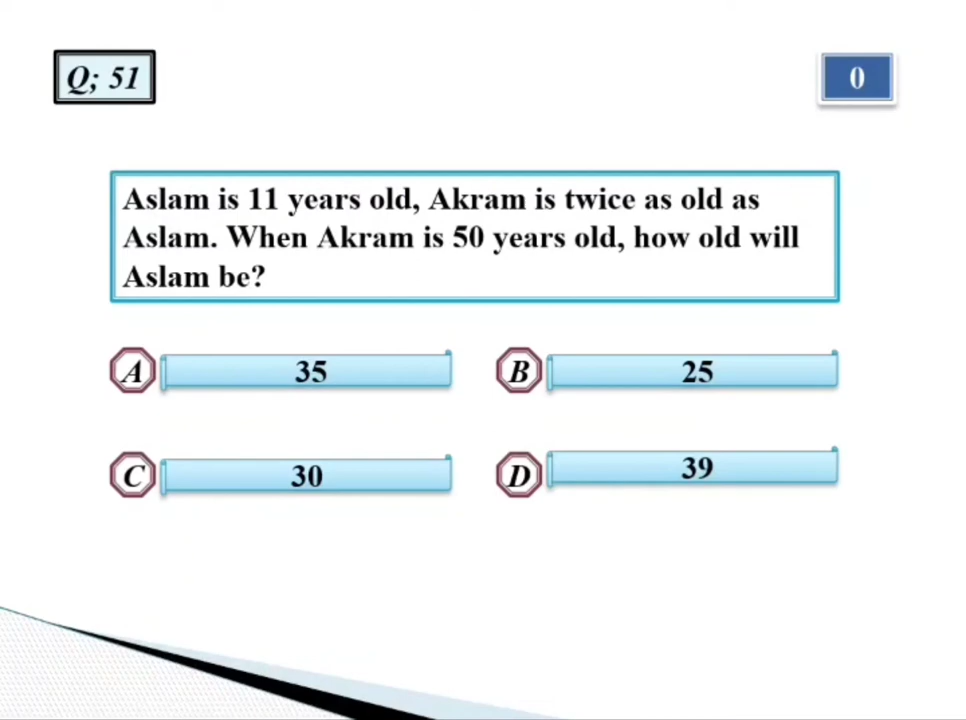 Q; 51
0
Aslam is 11 years old, Akram is twice as old as
Aslam. When Akram is 50 years old, how old will
Aslam be?
A 35
B 25
C 30
D 39